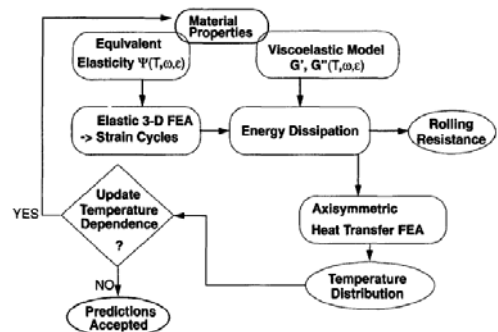 Material
Properties
Equivalent
Elasticity Ψ(T,ω,ε)
Viscoelastic Model
G', G"(T,ω,ε)
Elastic 3-D FEA
-> Strain Cycles
Energy Dissipation
Rolling
Resistance
Update
Temperature
Dependence
?
YES
Axisymmetric
Heat Transfer FEA
NO
Temperature
Distribution
Predictions
Accepted